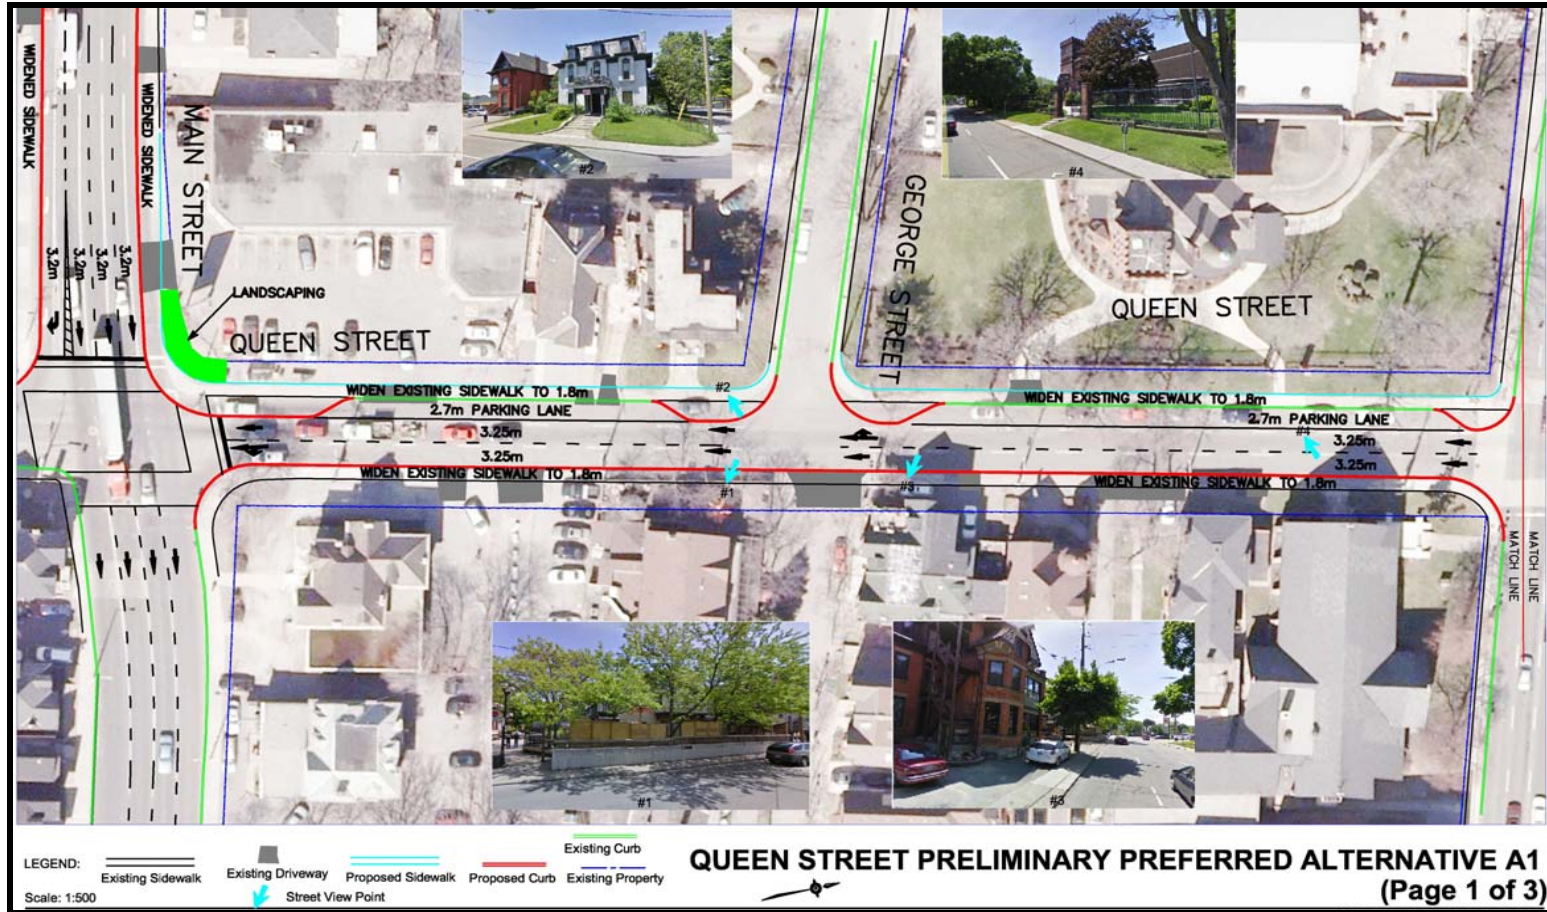 WIDENED SIDEWALK
WIDENED SIDEWALK
MAIN STREET
#2
#4
3.2m
3.2m
3.2m
3.2m
LANDSCAPING
QUEEN STREET
GEORGE STREET
QUEEN STREET
WIDEN EXISTING SIDEWALK TO 1.8m
#2
WIDEN EXISTING SIDEWALK TO 1.8m
2.7m PARKING LANE
2.7m PARKING LANE
3.25m
#4
3.25m
3.25m
3.25m
WIDEN EXISTING SIDEWALK TO 1.8m
#1
#3
WIDEN EXISTING SIDEWALK TO 1.8m
MATCH LINE
MATCH LINE
#1
#3
LEGEND:
Existing Sidewalk
Existing Driveway
Proposed Sidewalk
Proposed Curb
Existing Curb
Existing Property
Scale: 1:500
Street View Point
QUEEN STREET PRELIMINARY PREFERRED ALTERNATIVE A1
(Page 1 of 3)